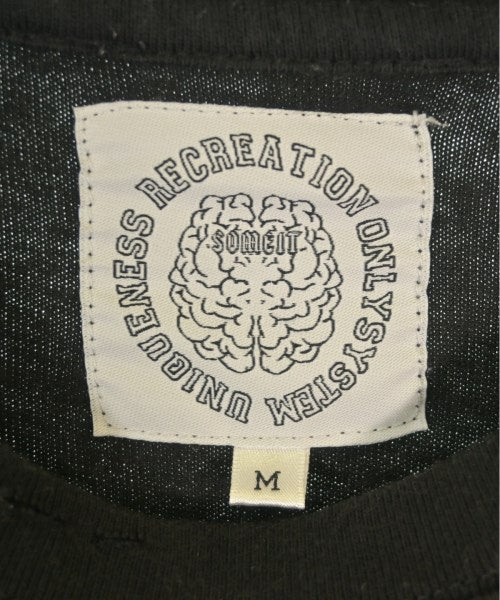 RECREATION ONLY SYSTEM UNIQUENESS
SOMEIT
M